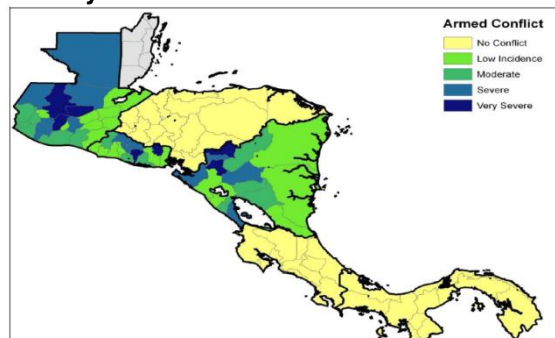 Armed Conflict
No Conflict
Low Incidence
Moderate
Severe
Very Severe